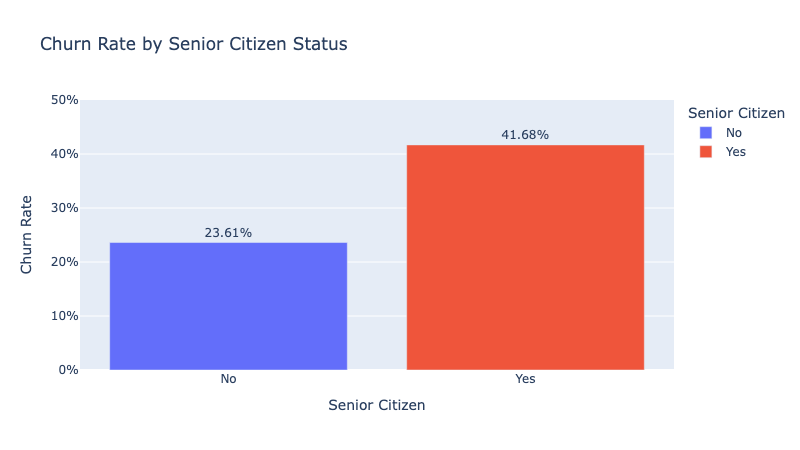 Churn Rate by Senior Citizen Status
50%
40%
30%
20%
10%
0%
Churn Rate
23.61%
41.68%
No
Yes
Senior Citizen
Senior Citizen
No
Yes